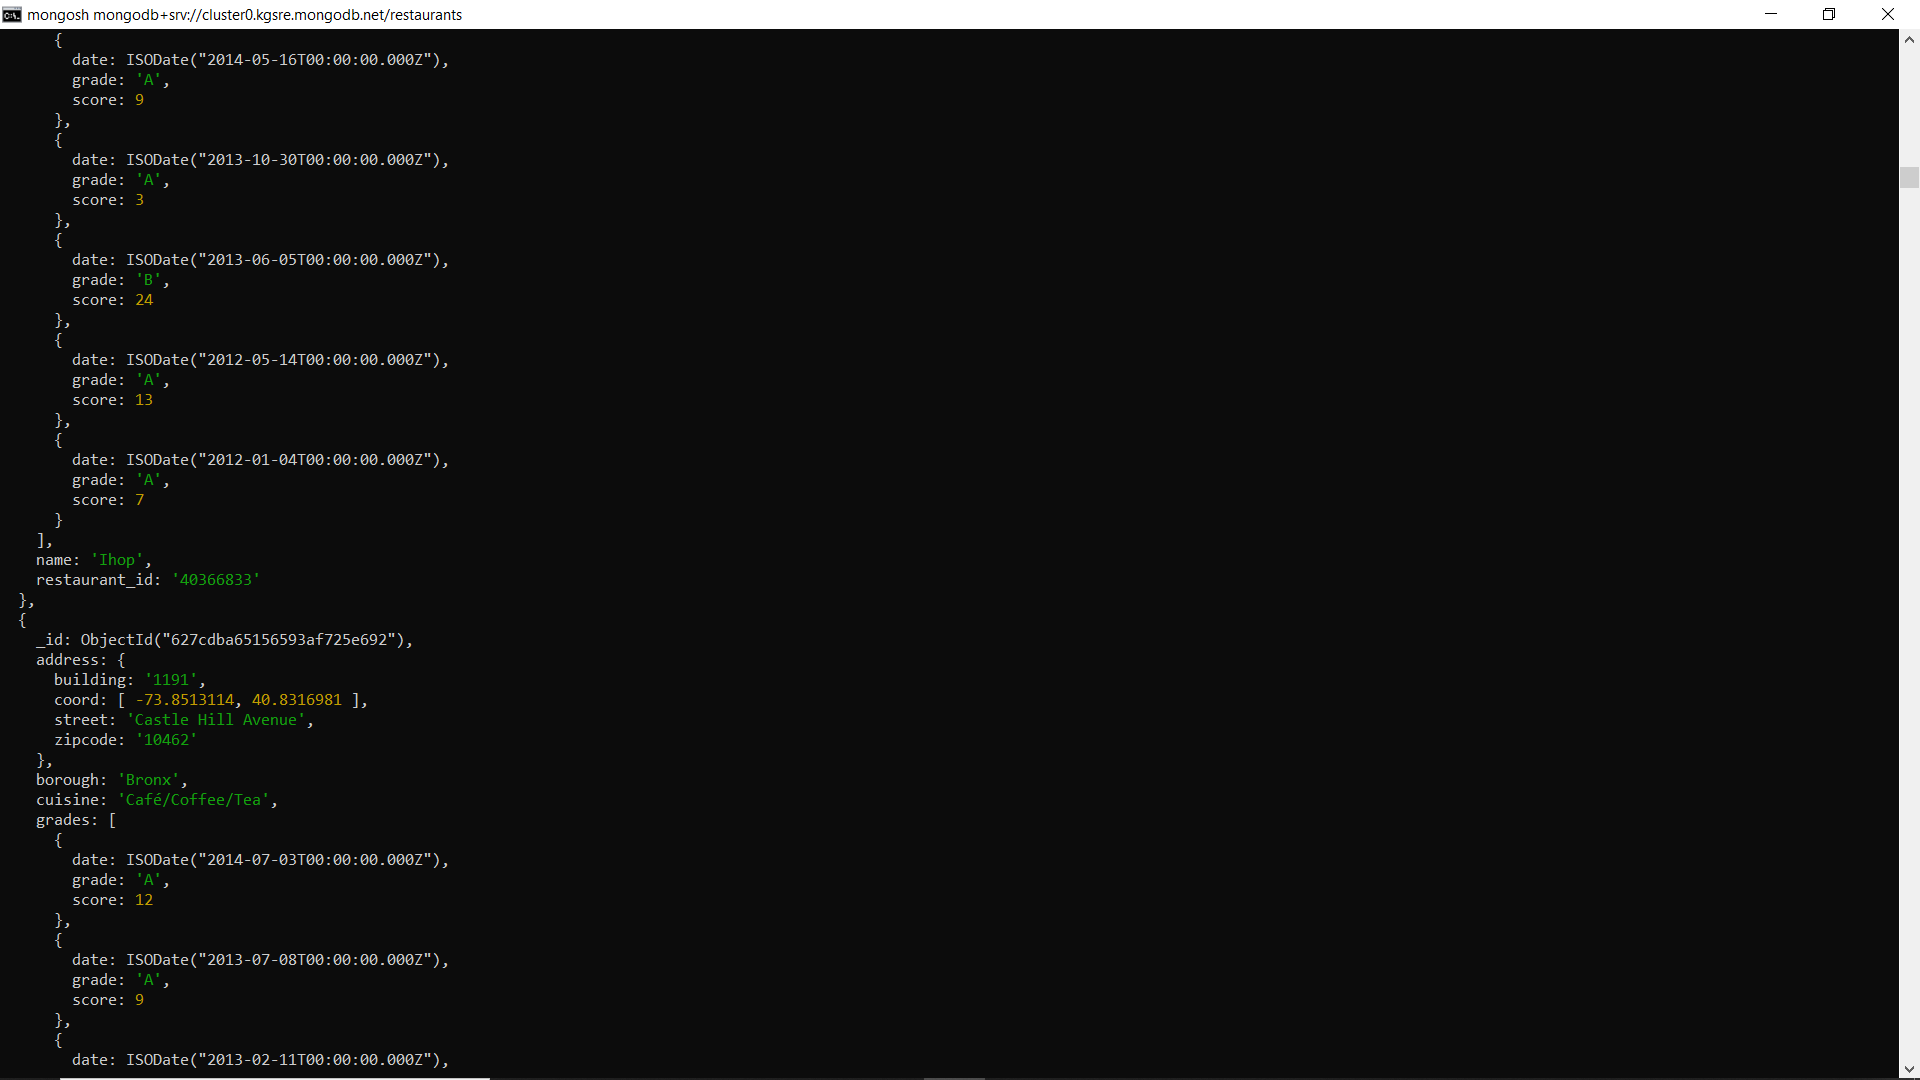 mongosh mongodb+srv://cluster0.kgsre.mongodb.net/restaurants
{
date: ISODate("2014-05-16T00:00:00.000Z"),
grade: 'A',
score: 9
},
{
date: ISODate("2013-10-30T00:00:00.000Z"),
grade: 'A',
score: 3
},
{
date: ISODate("2013-06-05T00:00:00.000Z"),
grade: 'B',
score: 24
},
{
date: ISODate("2012-05-14T00:00:00.000Z"),
grade: 'A',
score: 13
},
{
date: ISODate("2012-01-04T00:00:00.000Z"),
grade: 'A',
score: 7
}
],
name: 'Ihop',
restaurant_id: '40366833'
},
{
_id: ObjectId("627cdba65156593af725e692"),
address: {
building: '1191',
coord: [ -73.8513114, 40.8316981 ],
street: 'Castle Hill Avenue',
zipcode: '10462'
},
borough: 'Bronx',
cuisine: 'Café/Coffee/Tea',
grades: [
{
date: ISODate("2014-07-03T00:00:00.000Z"),
grade: 'A',
score: 12
},
{
date: ISODate("2013-07-08T00:00:00.000Z"),
grade: 'A',
score: 9
},
{
date: ISODate("2013-02-11T00:00:00.000Z"),